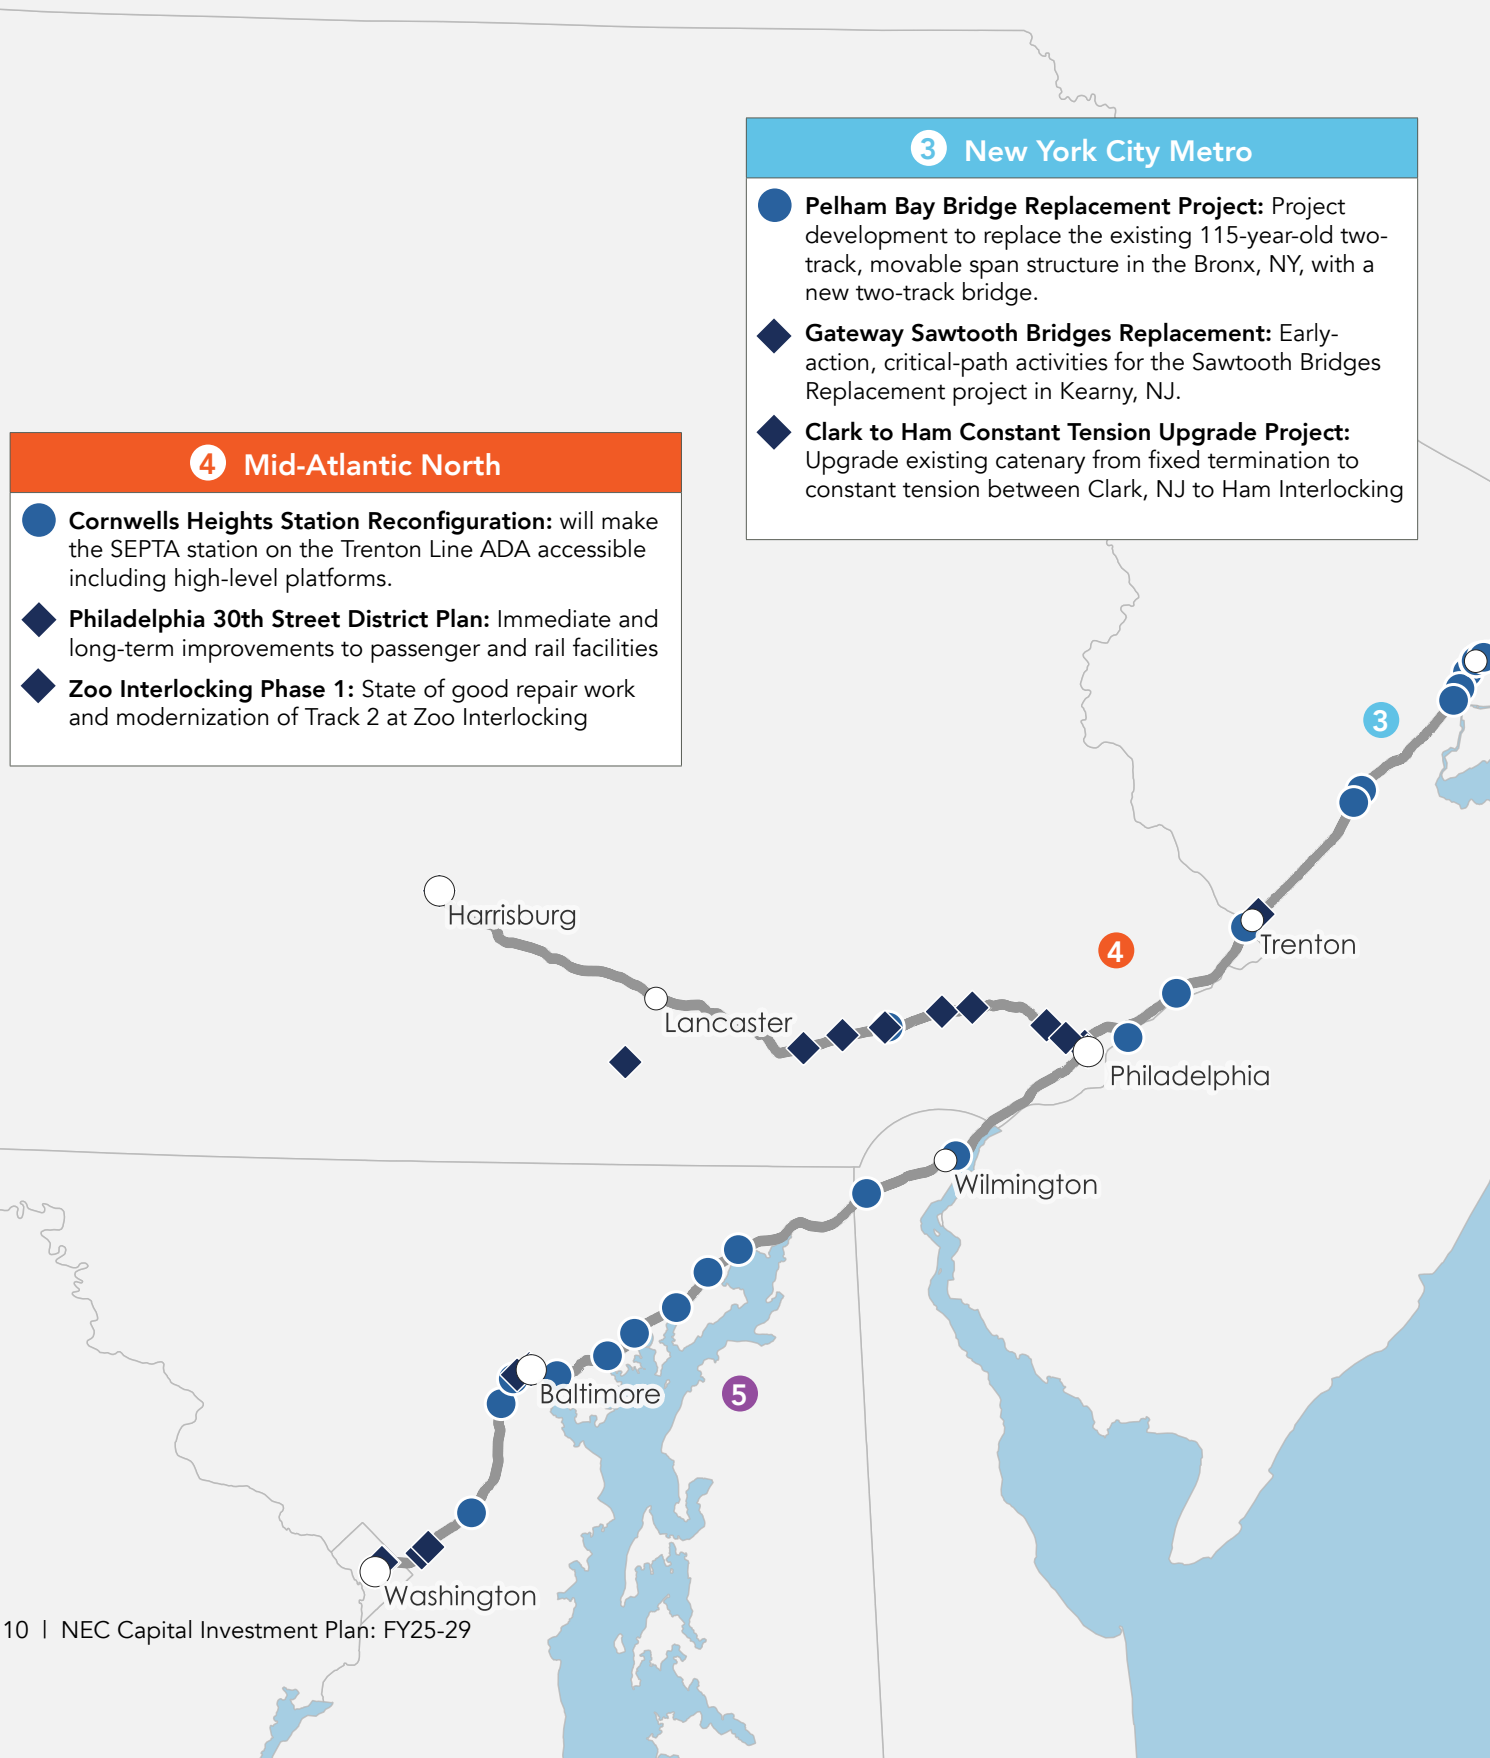 3 New York City Metro
Pelham Bay Bridge Replacement Project: Project
development to replace the existing 115-year-old two-
track, movable span structure in the Bronx, NY, with a
new two-track bridge.
Gateway Sawtooth Bridges Replacement: Early-
action, critical-path activities for the Sawtooth Bridges
Replacement project in Kearny, NJ.
Clark to Ham Constant Tension Upgrade Project:
Upgrade existing catenary from fixed termination to
constant tension between Clark, NJ to Ham Interlocking
4 Mid-Atlantic North
Cornwells Heights Station Reconfiguration: will make
the SEPTA station on the Trenton Line ADA accessible
including high-level platforms.
Philadelphia 30th Street District Plan: Immediate and
long-term improvements to passenger and rail facilities
Zoo Interlocking Phase 1: State of good repair work
and modernization of Track 2 at Zoo Interlocking
3
Harrisburg
4
Trenton
Lancaster
Philadelphia
Wilmington
Baltimore
5
Washington
10 | NEC Capital Investment Plan: FY25-29